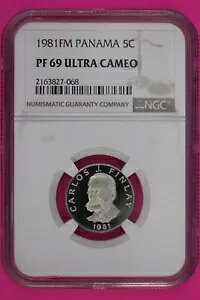 1981FM PANAMA 5C
PF 69 ULTRA CAMEO
2163827-068
NUMISMATIC GUARANTY COMPANY
NGC
CARLOS J. FINLAY
1981